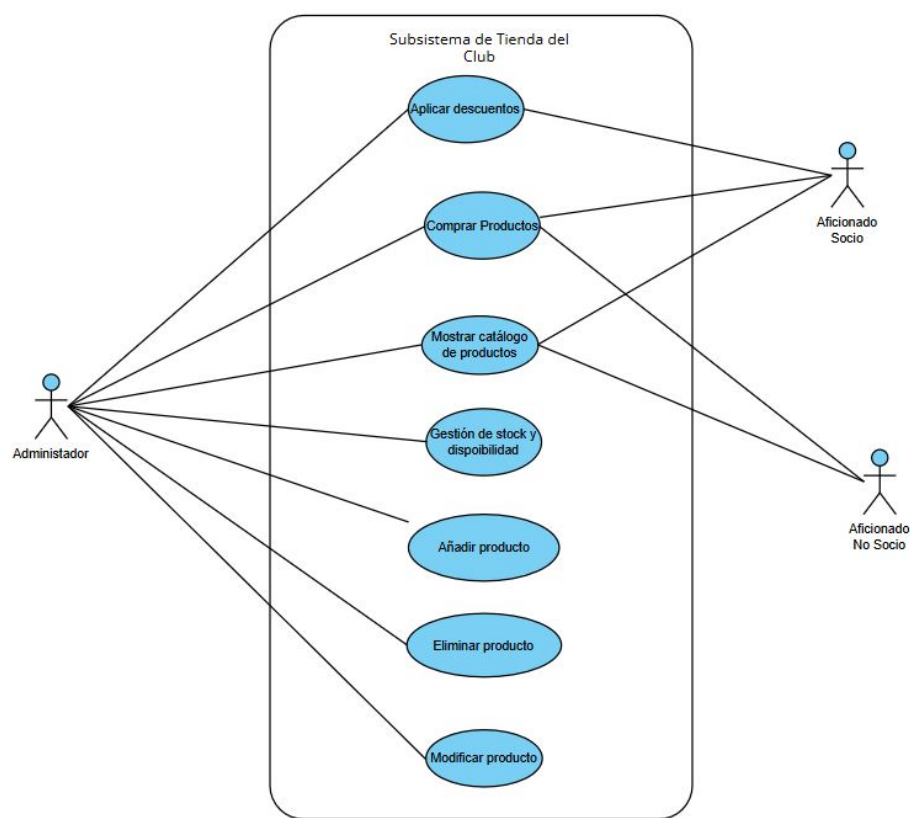 Subsistema de Tienda del
Club
Aplicar descuentos
Aficionado
Socio
Comprar Productos
Mostrar catálogo
de productos
Administador
Gestión de stock y
dispoibilidad
Aficionado
No Socio
Añadir producto
Eliminar producto
Modificar producto